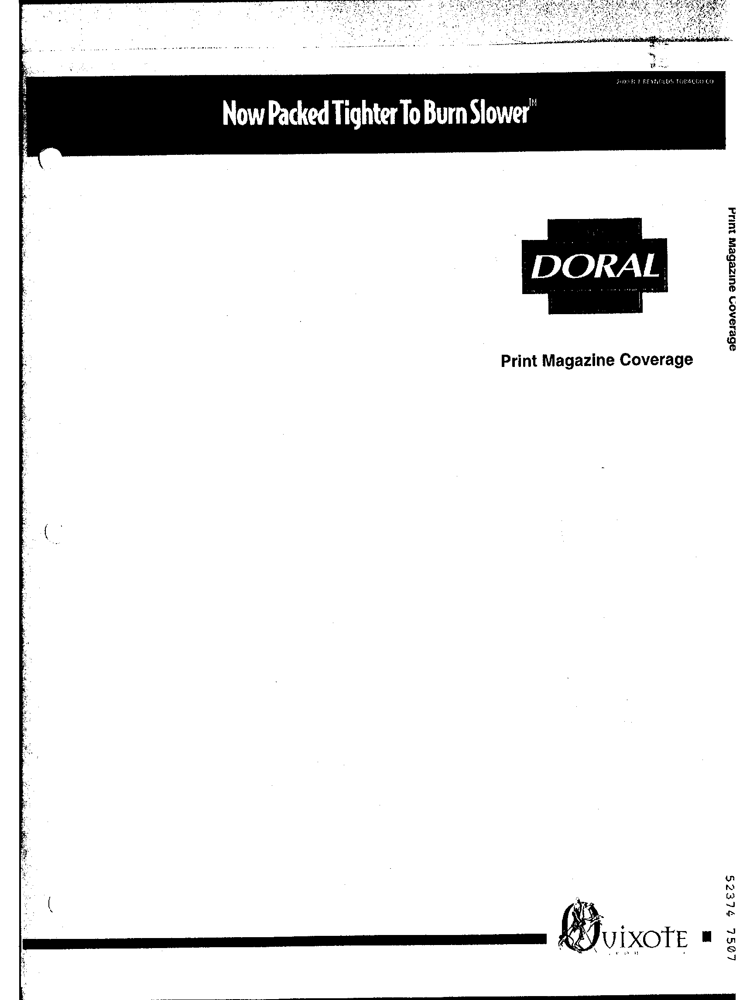 R.J. REYNOLDS TOBACCO CO.
Now Packed Tighter To Burn Slower™
DORAL
Print Magazine Coverage
Print Magazine Coverage
QUIXOTE
52374 7507